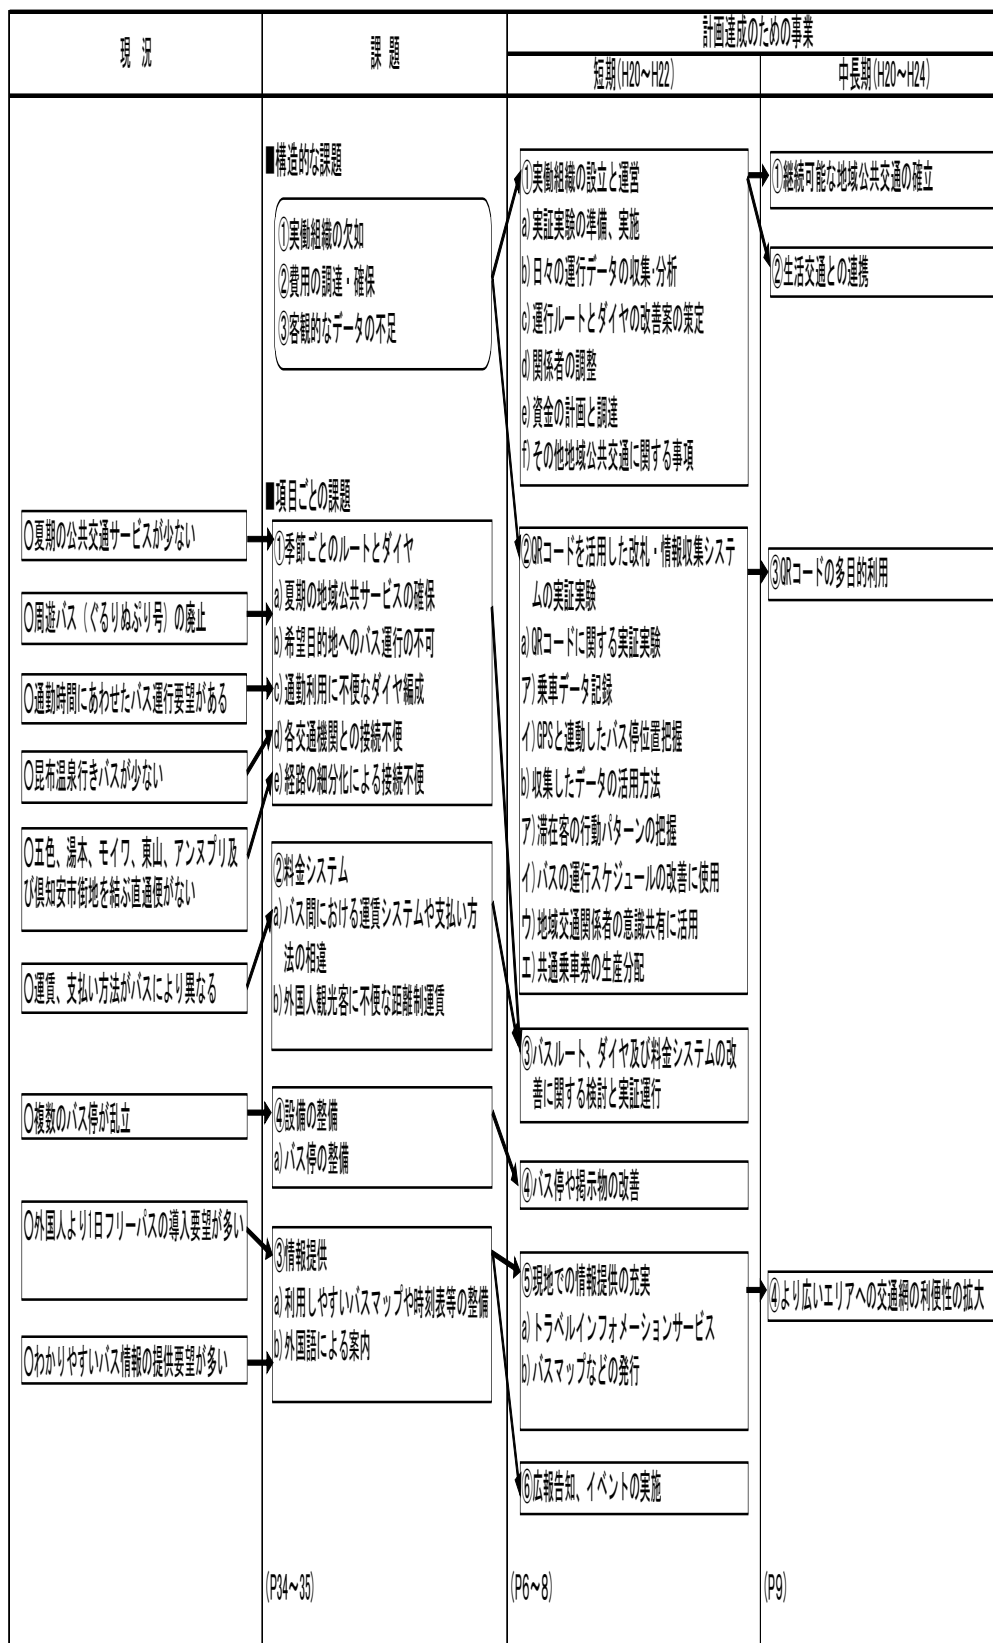 現 況
課 題
計画達成のための事業
短期(H20～H22)
中長期(H20～H24)
○夏期の公共交通サービスが少ない
○周遊バス（ぐるりぬぷり号）の廃止
○通勤時間にあわせたバス運行要望がある
○昆布温泉行きバスが少ない
○五色、湯本、モイワ、東山、アンヌプリ及
び倶知安市街地を結ぶ直通便がない
○運賃、支払い方法がバスにより異なる
○複数のバス停が乱立
○外国人より1日フリーパスの導入要望が多い
○わかりやすいバス情報の提供要望が多い
■構造的な課題
①実働組織の欠如
②費用の調達・確保
③客観的なデータの不足
■項目ごとの課題
①季節ごとのルートとダイヤ
a)夏期の地域公共サービスの確保
b)希望目的地へのバス運行の不可
c)通勤利用に不便なダイヤ編成
d)各交通機関との接続不便
e)経路の細分化による接続不便
②料金システム
a)バス間における運賃システムや支払い方
法の相違
b)外国人観光客に不便な距離制運賃
④設備の整備
a)バス停の整備
③情報提供
a)利用しやすいバスマップや時刻表等の整備
b)外国語による案内
(P34～35)
①実働組織の設立と運営
a)実証実験の準備、実施
b)日々の運行データの収集・分析
c)運行ルートとダイヤの改善案の策定
d)関係者の調整
e)資金の計画と調達
f)その他地域公共交通に関する事項
②QRコードを活用した改札・情報収集システ
ムの実証実験
a)QRコードに関する実証実験
ア)乗車データ記録
イ)GPSと連動したバス停位置把握
b)収集したデータの活用方法
ア)滞在客の行動パターンの把握
イ)バスの運行スケジュールの改善に使用
ウ)地域交通関係者の意識共有に活用
エ)共通乗車券の生産分配
③バスルート、ダイヤ及び料金システムの改
善に関する検討と実証運行
④バス停や掲示物の改善
⑤現地での情報提供の充実
a)トラベルインフォメーションサービス
b)バスマップなどの発行
⑥広報告知、イベントの実施
(P6～8)
①継続可能な地域公共交通の確立
②生活交通との連携
③QRコードの多目的利用
④より広いエリアへの交通網の利便性の拡大
(P9)